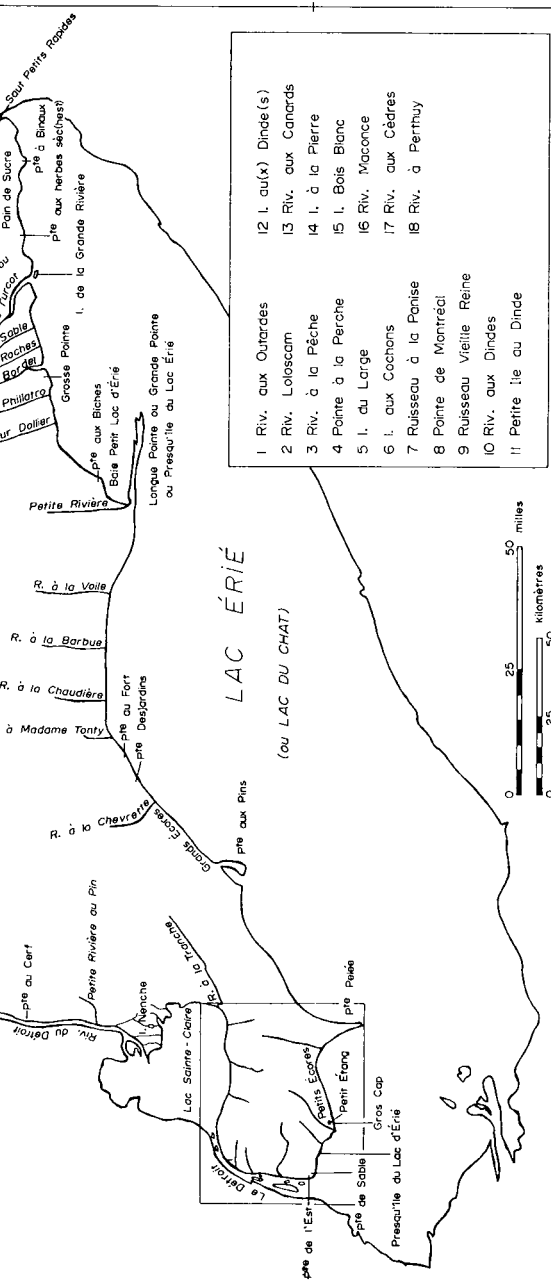 Saut Petits Rapides
Pain de Sucre
pte à Binaux
pte aux herbes sèc(hes)
I. de la Grande Rivière
ou
Turcot
Sable
Roches
Bordet
Phillatro
Dollier
Grosse Pointe
pte aux Biches
Baie Petit Lac d'Érié
Petite Rivière
Longue Pointe ou Grande Pointe
ou Presqu'île du Lac Érié
R. à la Voile
R. à la Barbue
R. à la Chaudière
à Madame Tonty
pte au Fort
pte Desjardins
R. à la Chevrette
Grands Écores
pte aux Pins
LAC ÉRIÉ
(ou LAC DU CHAT)
pte au Cerf
Petite Rivière au Pin
Riv. du Détroit
I. Nenche
Lac Sainte-Claire
R. à la Tranche
pte Pelée
Petits Écores
Petit Étang
Gros Cap
Le Détroit
pte de l'Est
pte de Sable
Presqu'île du Lac d'Érié
1 Riv. aux Outardes
2 Riv. Loloscam
3 Riv. à la Pêche
4 Pointe à la Perche
5 I. du Large
6 I. aux Cochons
7 Ruisseau à la Panise
8 Pointe de Montréal
9 Ruisseau Vieille Reine
10 Riv. aux Dindes
11 Petite Île au Dinde
12 I. au(x) Dinde(s)
13 Riv. aux Canards
14 I. à la Pierre
15 I. Bois Blanc
16 Riv. Maconce
17 Riv. aux Cèdres
18 Riv. à Perthuy
0 25 50 milles
0 25 50
kilomètres